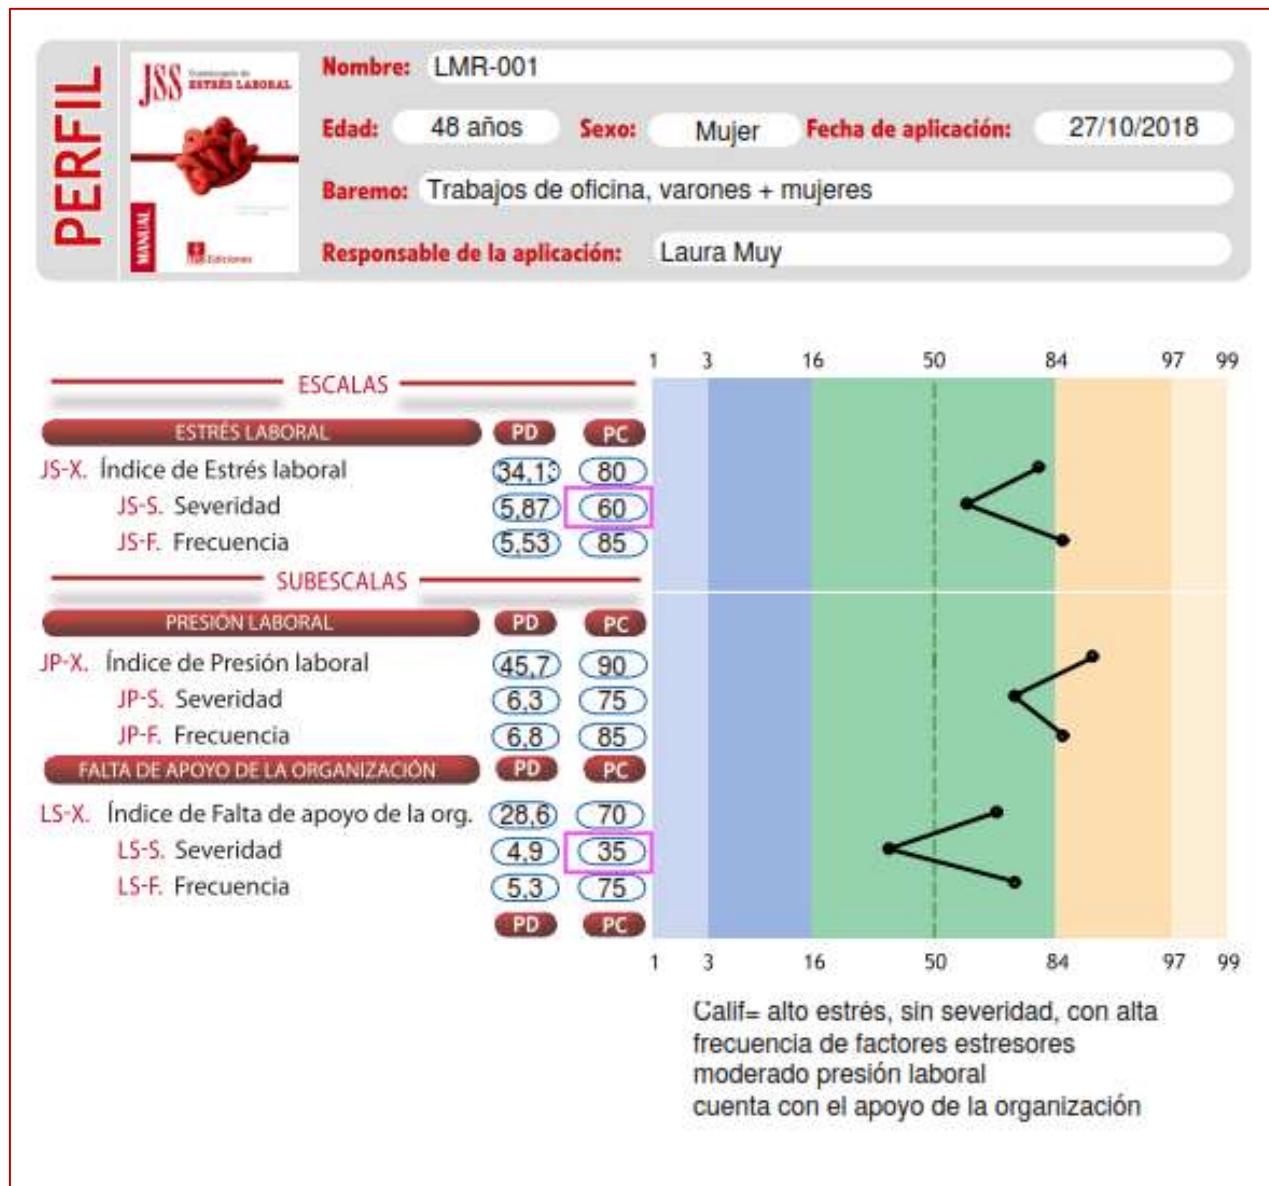 PERFIL
JSS
ESTRÉS LABORAL
MANUAL
Ediciones
Nombre: LMR-001
Edad: 48 años Sexo: Mujer Fecha de aplicación: 27/10/2018
Baremo: Trabajos de oficina, varones + mujeres
Responsable de la aplicación: Laura Muy
1 3 16 50 84 97 99
ESCALAS
ESTRÉS LABORAL PD PC
JS-X. Índice de Estrés laboral 34,13 80
JS-S. Severidad 5,87 60
JS-F. Frecuencia 5,53 85
SUBESCALAS
PRESIÓN LABORAL PD PC
JP-X. Índice de Presión laboral 45,7 90
JP-S. Severidad 6,3 75
JP-F. Frecuencia 6,8 85
FALTA DE APOYO DE LA ORGANIZACIÓN PD PC
LS-X. Índice de Falta de apoyo de la org. 28,6 70
LS-S. Severidad 4,9 35
LS-F. Frecuencia 5,3 75
PD PC
1 3 16 50 84 97 99
Calif= alto estrés, sin severidad, con alta
frecuencia de factores estresores
moderado presión laboral
cuenta con el apoyo de la organización